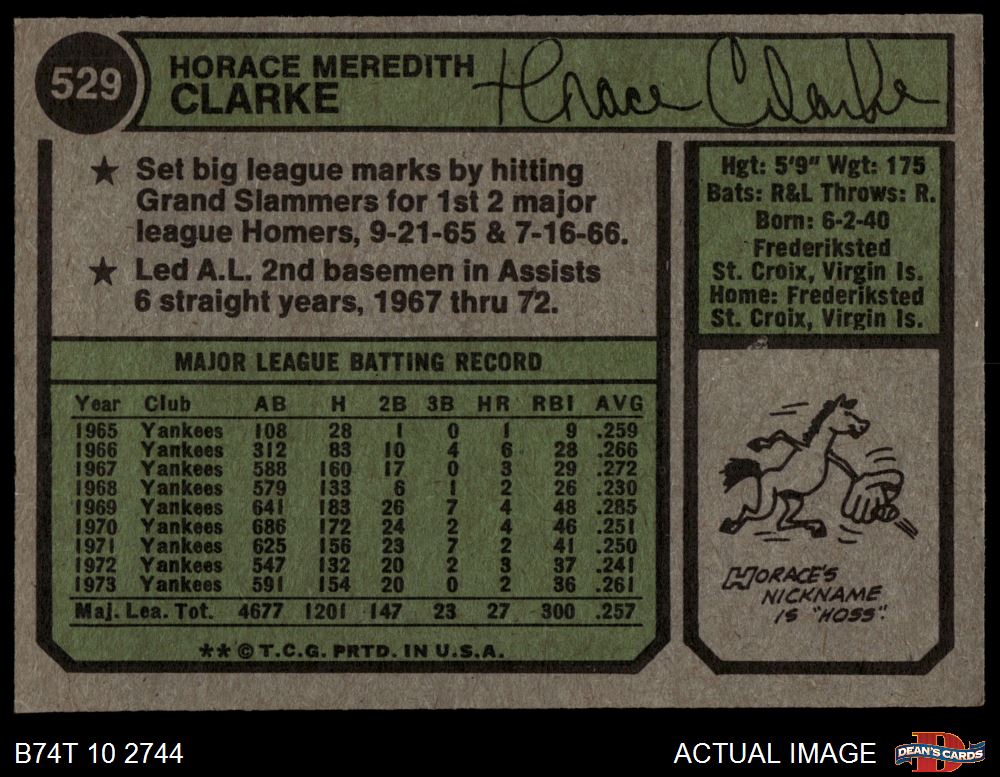 529
HORACE MEREDITH
CLARKE
Horace Clarke
★ Set big league marks by hitting
Grand Slammers for 1st 2 major
league Homers, 9-21-65 & 7-16-66.
★ Led A.L. 2nd basemen in Assists
6 straight years, 1967 thru 72.
Hgt: 5'9" Wgt: 175
Bats: R&L Throws: R.
Born: 6-2-40
Frederiksted
St. Croix, Virgin Is.
Home: Frederiksted
St. Croix, Virgin Is.
MAJOR LEAGUE BATTING RECORD
Year Club AB H 2B 3B HR RBI AVG
1965 Yankees 108 28 1 0 1 9 .259
1966 Yankees 312 83 10 4 6 28 .266
1967 Yankees 588 160 17 0 3 29 .272
1968 Yankees 579 133 6 1 2 26 .230
1969 Yankees 641 183 26 7 4 48 .285
1970 Yankees 686 172 24 2 4 46 .251
1971 Yankees 625 156 23 7 2 41 .250
1972 Yankees 547 132 20 2 3 37 .241
1973 Yankees 591 154 20 0 2 36 .261
Maj. Lea. Tot. 4677 1201 147 23 27 300 .257
** © T.C.G. PRTD. IN U.S.A.
HORACE'S
NICKNAME
IS "HOSS".
B74T 10 2744
ACTUAL IMAGE
D
DEAN'S CARDS